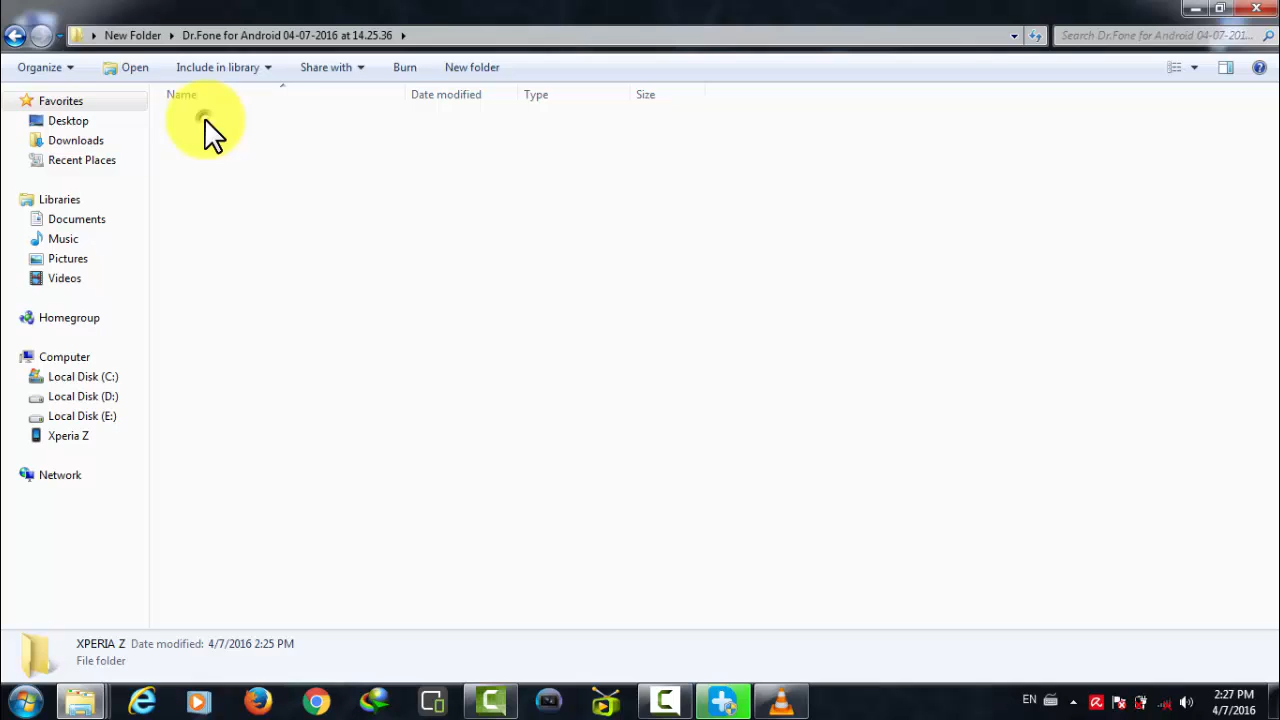 New Folder Dr.Fone for Android 04-07-2016 at 14.25.36
Search Dr.Fone for Android 04-07-201...
Organize Open Include in library Share with Burn New folder
Name Date modified Type Size
Favorites
Desktop
Downloads
Recent Places
Libraries
Documents
Music
Pictures
Videos
Homegroup
Computer
Local Disk (C:)
Local Disk (D:)
Local Disk (E:)
Xperia Z
Network
XPERIA Z Date modified: 4/7/2016 2:25 PM
File folder
EN
2:27 PM
4/7/2016